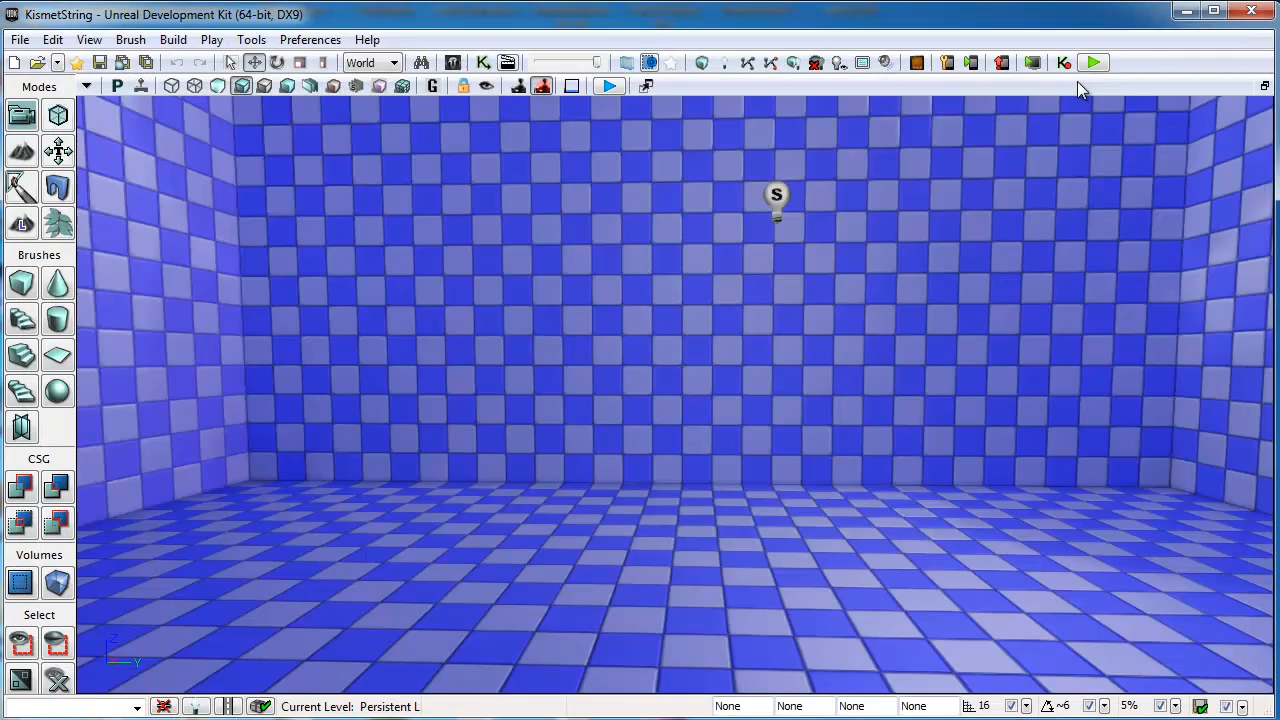 KismetString - Unreal Development Kit (64-bit, DX9)
File Edit View Brush Build Play Tools Preferences Help
World
Modes
P
G
S
L
Brushes
CSG
Volumes
Select
Z
Y
Current Level: Persistent L
None None None None
16
~6
5%